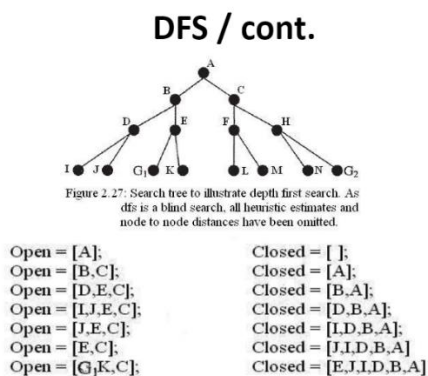 DFS / cont.
A
B
C
D
E
F
H
I
J
G₁
K
L
M
N
G₂
Figure 2.27: Search tree to illustrate depth first search. As
dfs is a blind search, all heuristic estimates and
node to node distances have been omitted.
Open = [A]; Closed = [ ];
Open = [B,C]; Closed = [A];
Open = [D,E,C]; Closed = [B,A];
Open = [I,J,E,C]; Closed = [D,B,A];
Open = [J,E,C]; Closed = [I,D,B,A];
Open = [E,C]; Closed = [J,I,D,B,A]
Open = [G₁K,C]; Closed = [E,J,I,D,B,A]